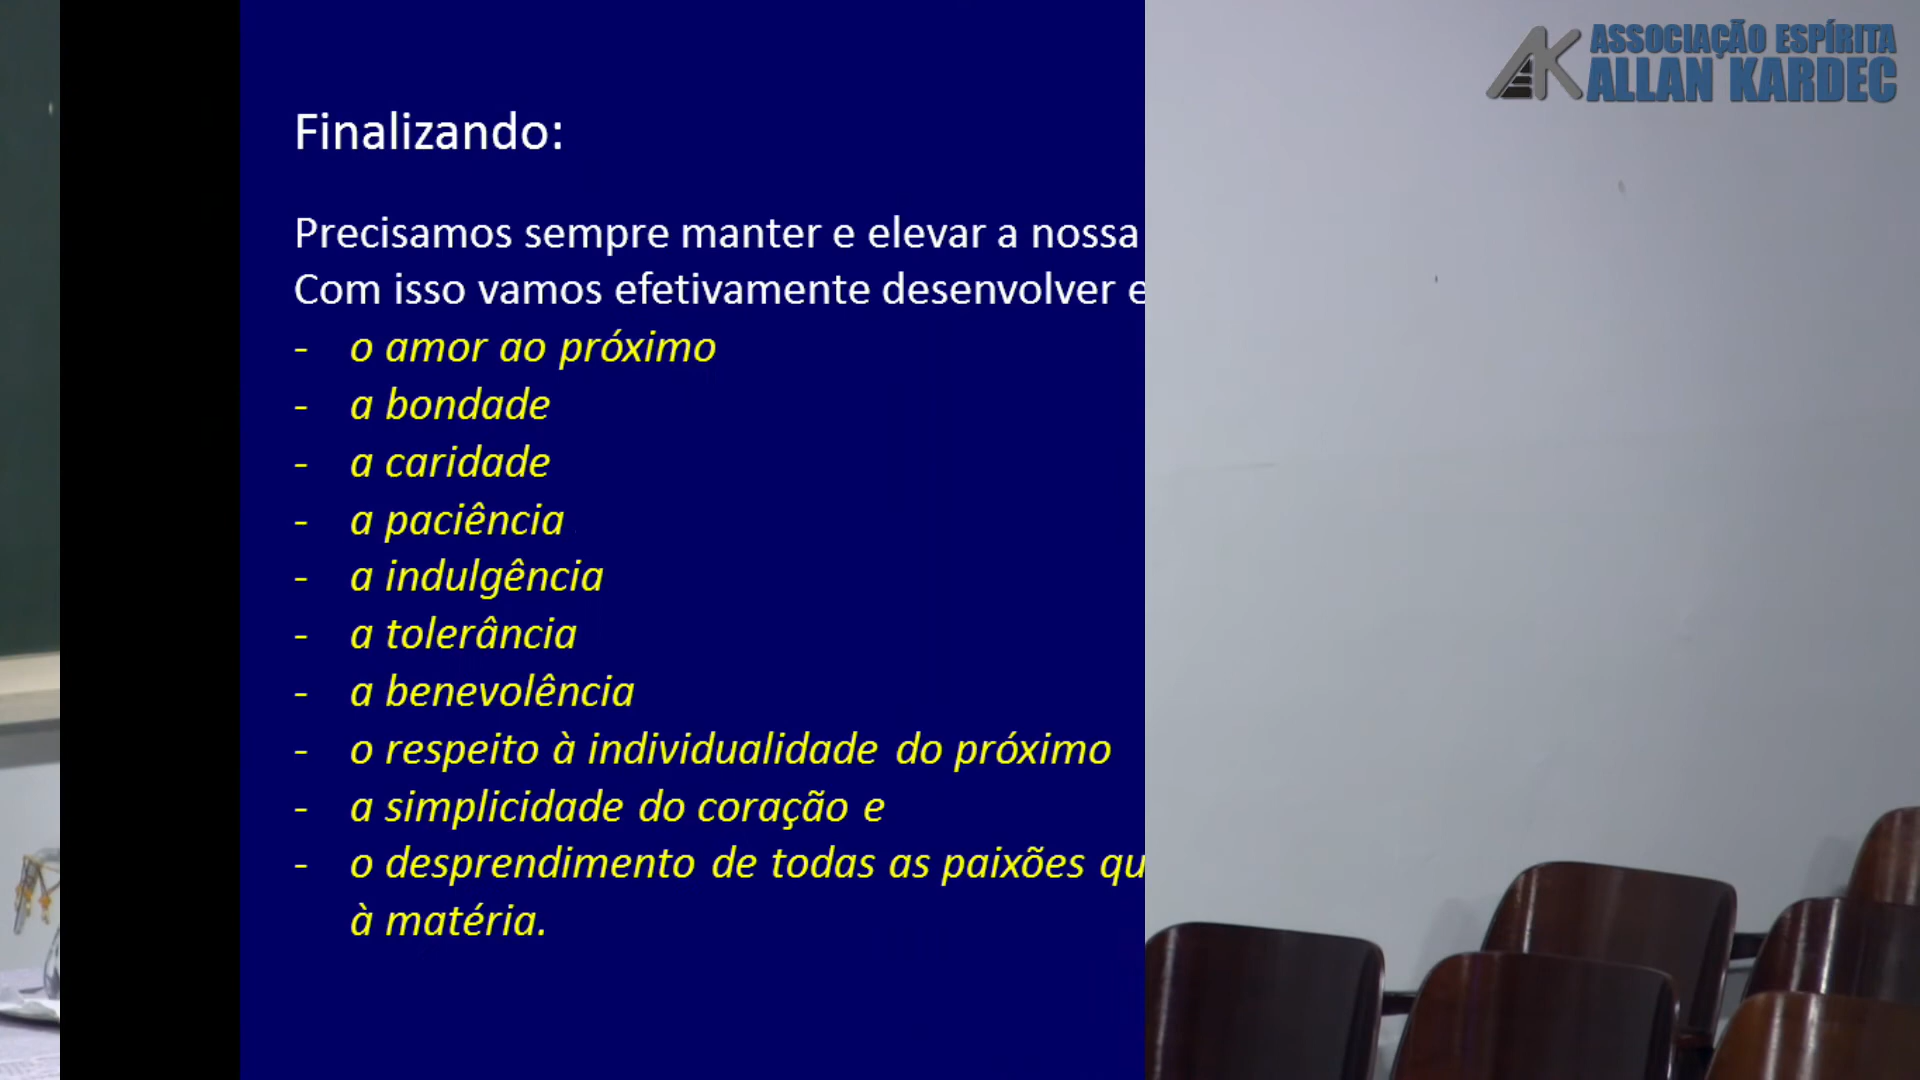 ASSOCIAÇÃO ESPÍRITA
ALLAN KARDEC
Finalizando:
Precisamos sempre manter e elevar a nossa
Com isso vamos efetivamente desenvolver e
- o amor ao próximo
- a bondade
- a caridade
- a paciência
- a indulgência
- a tolerância
- a benevolência
- o respeito à individualidade do próximo
- a simplicidade do coração e
- o desprendimento de todas as paixões qu
à matéria.